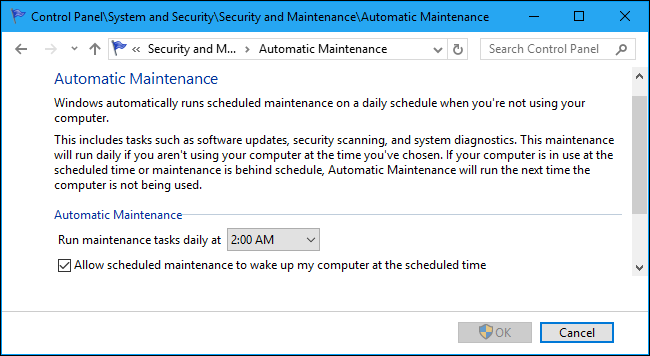 Control Panel\System and Security\Security and Maintenance\Automatic Maintenance
« Security and M... > Automatic Maintenance
Search Control Panel
Automatic Maintenance
Windows automatically runs scheduled maintenance on a daily schedule when you're not using your
computer.
This includes tasks such as software updates, security scanning, and system diagnostics. This maintenance
will run daily if you aren't using your computer at the time you've chosen. If your computer is in use at the
scheduled time or maintenance is behind schedule, Automatic Maintenance will run the next time the
computer is not being used.
Automatic Maintenance
Run maintenance tasks daily at 2:00 AM
Allow scheduled maintenance to wake up my computer at the scheduled time
OK
Cancel